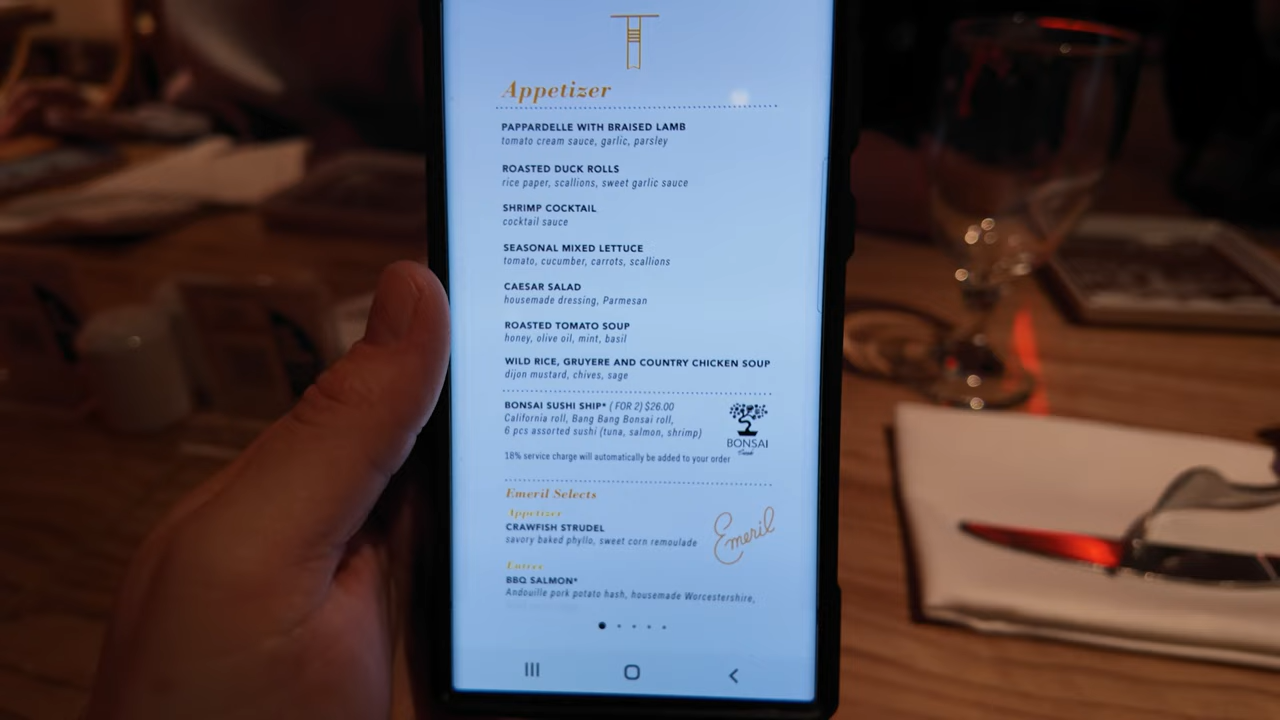 Appetizer
PAPPARDELLE WITH BRAISED LAMB
tomato cream sauce, garlic, parsley
ROASTED DUCK ROLLS
rice paper, scallions, sweet garlic sauce
SHRIMP COCKTAIL
cocktail sauce
SEASONAL MIXED LETTUCE
tomato, cucumber, carrots, scallions
CAESAR SALAD
housemade dressing, Parmesan
ROASTED TOMATO SOUP
honey, olive oil, mint, basil
WILD RICE, GRUYERE AND COUNTRY CHICKEN SOUP
dijon mustard, chives, sage
BONSAI SUSHI SHIP* ( FOR 2) $26.00
California roll, Bang Bang Bonsai roll,
6 pcs assorted sushi (tuna, salmon, shrimp)
BONSAI
18% service charge will automatically be added to your order
Emeril Selects
Appetizer
CRAWFISH STRUDEL
savory baked phyllo, sweet corn remoulade
Emeril
Entree
BBQ SALMON*
Andouille pork potato hash, housemade Worcestershire,